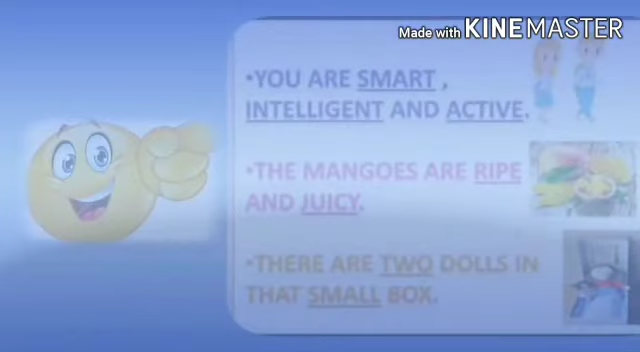 Made with KINEMASTER
•YOU ARE SMART ,
INTELLIGENT AND ACTIVE.
•THE MANGOES ARE RIPE
AND JUICY.
•THERE ARE TWO DOLLS IN
THAT SMALL BOX.